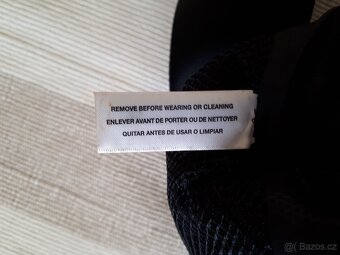 REMOVE BEFORE WEARING OR CLEANING
ENLEVER AVANT DE PORTER OU DE NETTOYER
QUITAR ANTES DE USAR O LIMPIAR
Bazos.cz